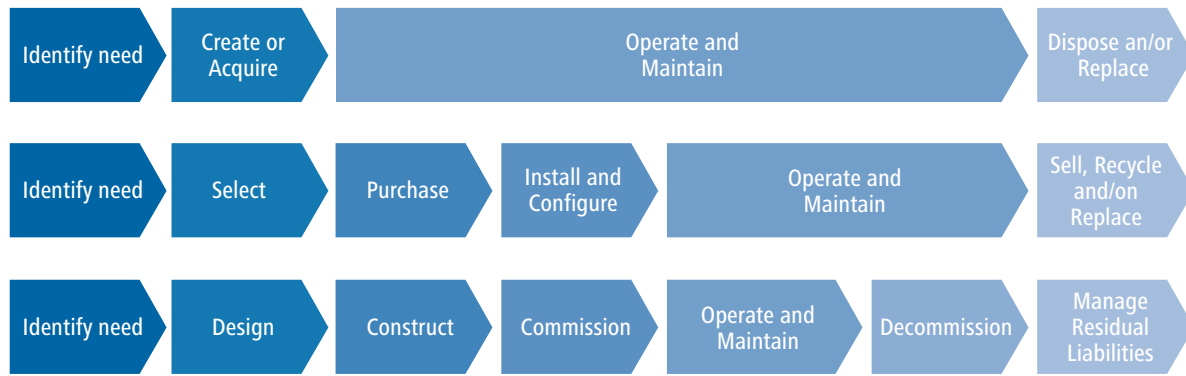 Identify need
Create or
Acquire
Operate and
Maintain
Dispose an/or
Replace
Identify need
Select
Purchase
Install and
Configure
Operate and
Maintain
Sell, Recycle
and/on
Replace
Identify need
Design
Construct
Commission
Operate and
Maintain
Decommission
Manage
Residual
Liabilities